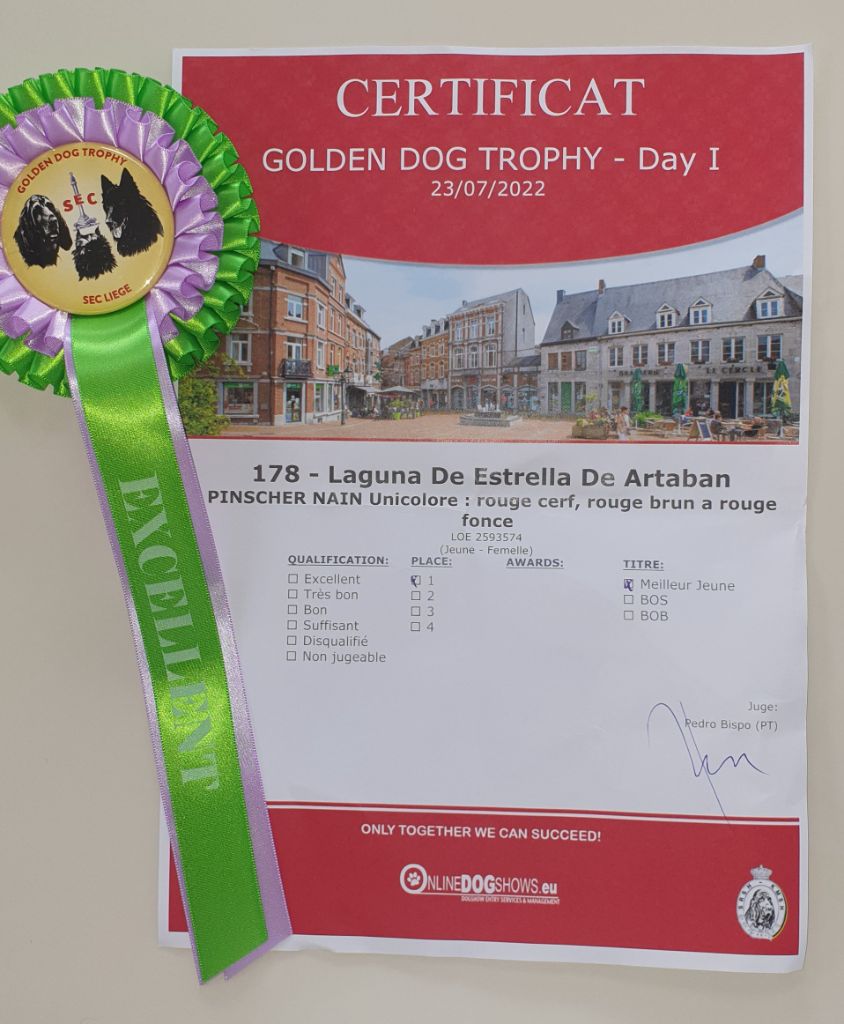 CERTIFICAT
GOLDEN DOG TROPHY - Day I
23/07/2022
GOLDEN DOG TROPHY
SEC
SEC LIEGE
EXCELLENT
BRASSERIE LE CERCLE
178 - Laguna De Estrella De Artaban
PINSCHER NAIN Unicolore : rouge cerf, rouge brun a rouge
fonce
LOE 2593574
(Jeune - Femelle)
QUALIFICATION: PLACE: AWARDS: TITRE:
☐ Excellent ☒ 1 ☒ Meilleur Jeune
☐ Très bon ☐ 2 ☐ BOS
☐ Bon ☐ 3 ☐ BOB
☐ Suffisant ☐ 4
☐ Disqualifié
☐ Non jugeable
Juge:
Pedro Bispo (PT)
ONLY TOGETHER WE CAN SUCCEED!
ONLINEDOGSHOWS.eu
DOGSHOW ENTRY SERVICES & MANAGEMENT
SRSH - KMSH